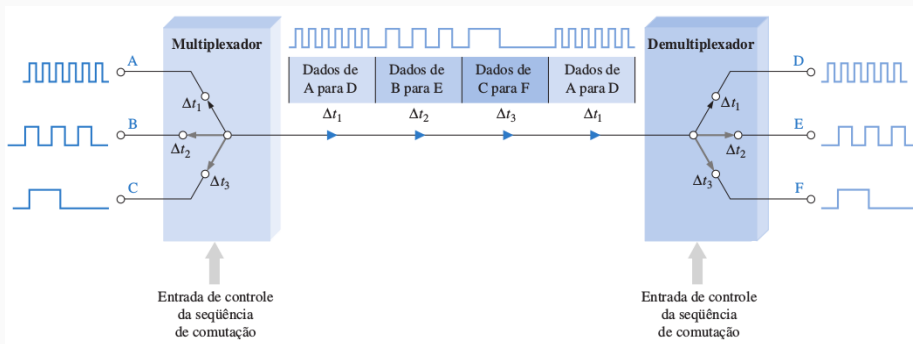 Multiplexador
Demultiplexador
A
Dados de
A para D
Dados de
B para E
Dados de
C para F
Dados de
A para D
D
Δt1
Δt1
Δt2
Δt3
Δt1
Δt1
B
Δt2
E
Δt2
C
Δt3
Δt3
F
Entrada de controle
da seqüência
de comutação
Entrada de controle
da seqüência
de comutação